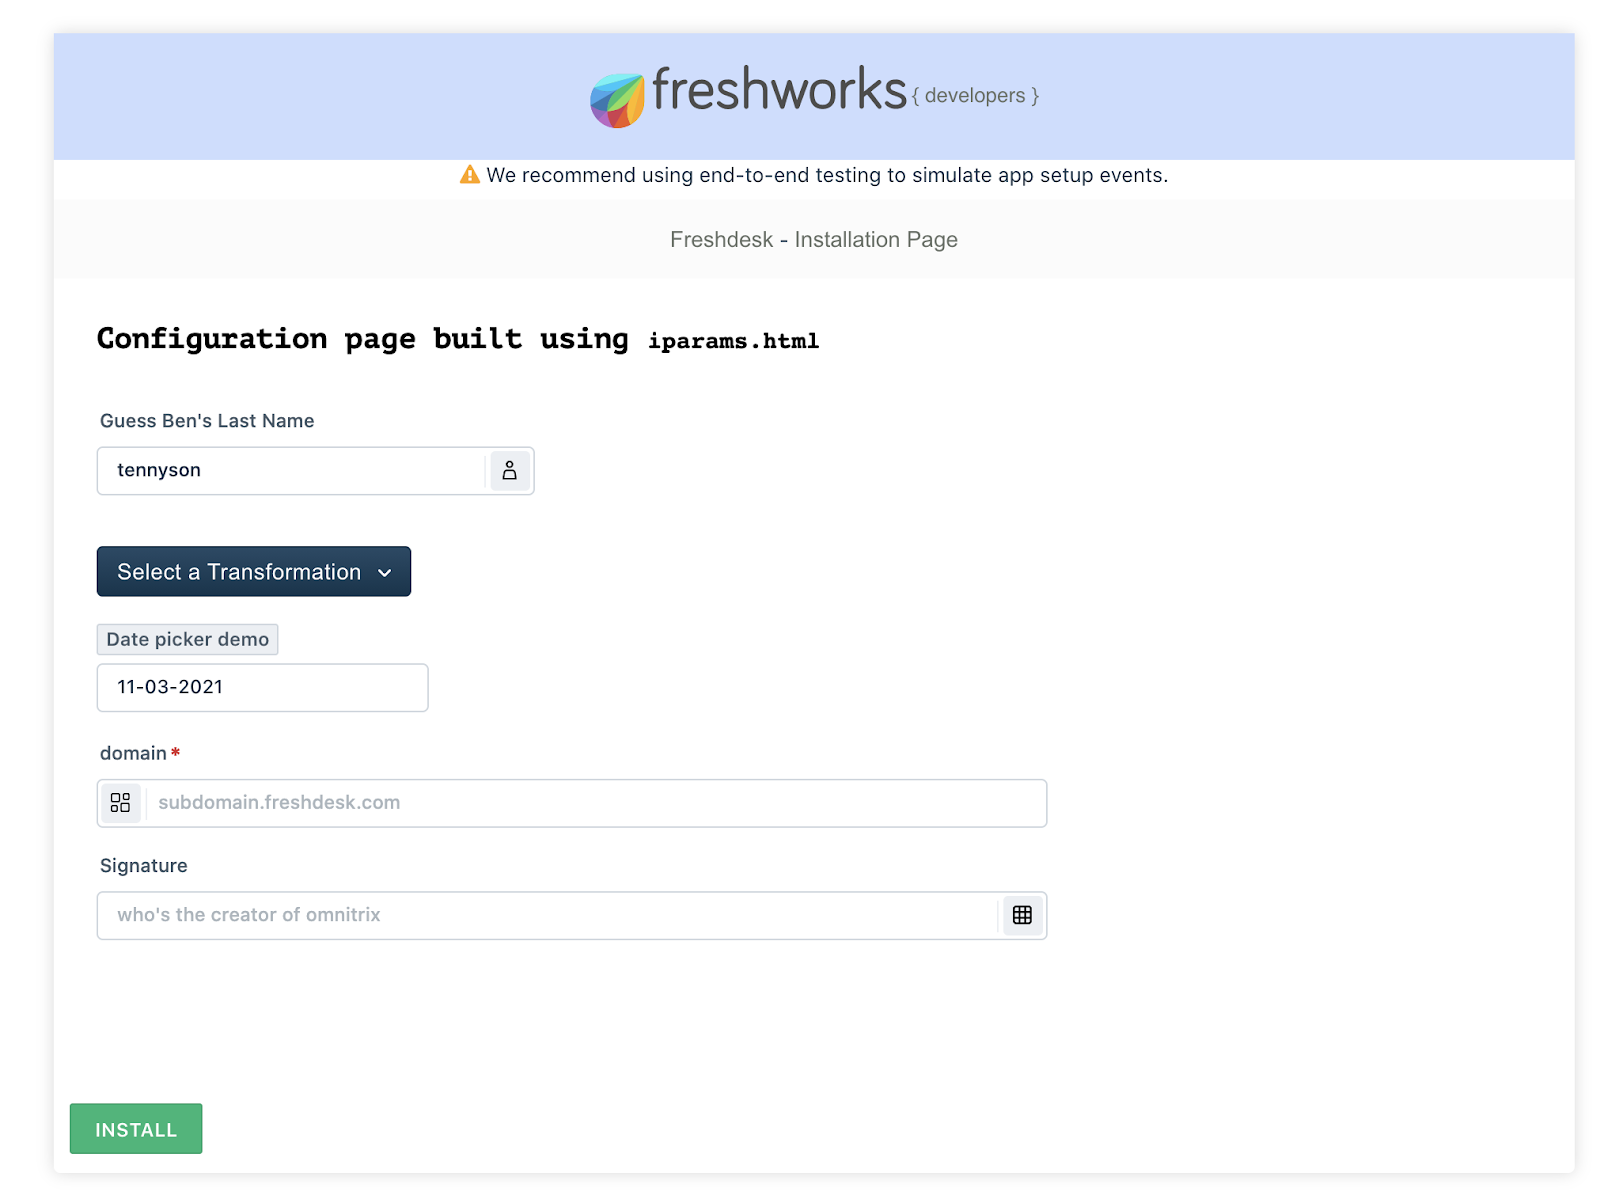 freshworks { developers }
We recommend using end-to-end testing to simulate app setup events.
Freshdesk - Installation Page
Configuration page built using iparams.html
Guess Ben's Last Name
tennyson
Select a Transformation
Date picker demo
11-03-2021
domain*
subdomain.freshdesk.com
Signature
who's the creator of omnitrix
INSTALL